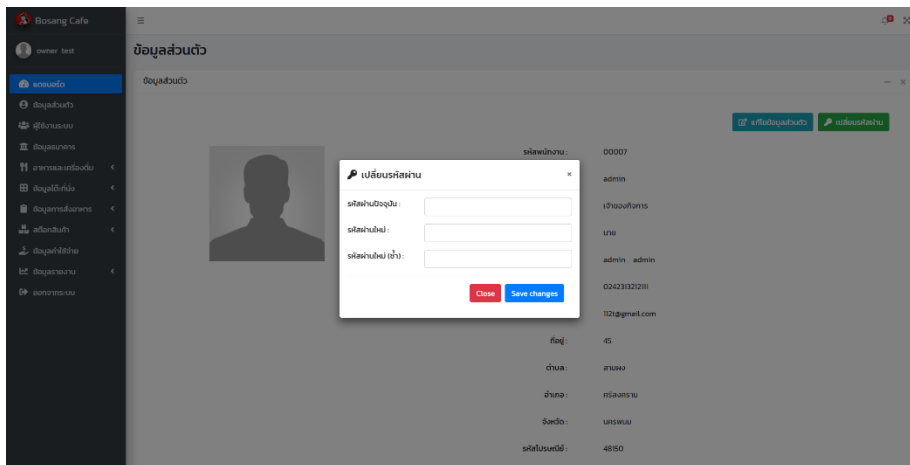 Bosang Cafe
owner test
ข้อมูลส่วนตัว
แดชบอร์ด
ข้อมูลส่วนตัว
ข้อมูลส่วนตัว
ผู้ใช้งานระบบ
แก้ไขข้อมูลส่วนตัว
เปลี่ยนรหัสผ่าน
ข้อมูลธนาคาร
รหัสพนักงาน : 00007
อาหารและเครื่องดื่ม
เปลี่ยนรหัสผ่าน
admin
ข้อมูลโต๊ะที่นั่ง
รหัสผ่านปัจจุบัน :
เจ้าของกิจการ
ข้อมูลการสั่งอาหาร
สต็อกสินค้า
รหัสผ่านใหม่ :
นาย
ข้อมูลค่าใช้จ่าย
รหัสผ่านใหม่ (ซ้ำ) :
admin admin
ข้อมูลรายงาน
ออกจากระบบ
Close
Save changes
112t@gmail.com
ที่อยู่ : 45
ตำบล : สามผง
อำเภอ : ศรีสงคราม
จังหวัด : นครพนม
รหัสไปรษณีย์ : 48150